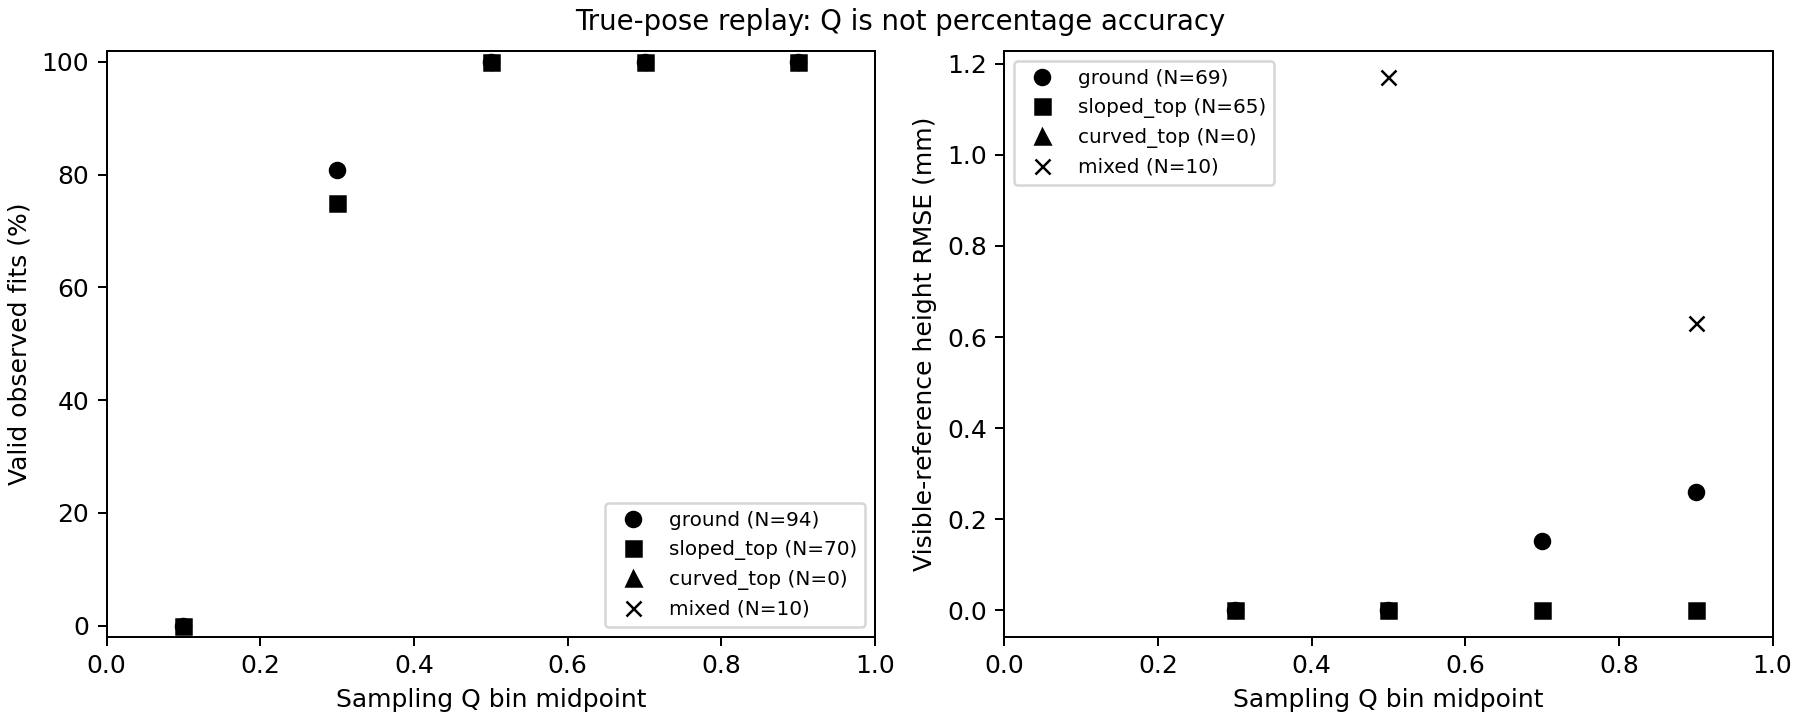 True-pose replay: Q is not percentage accuracy
Valid observed fits (%)
100
80
60
40
20
0
ground (N=94)
sloped_top (N=70)
curved_top (N=0)
mixed (N=10)
0.0 0.2 0.4 0.6 0.8 1.0
Sampling Q bin midpoint
Visible-reference height RMSE (mm)
1.2
1.0
0.8
0.6
0.4
0.2
0.0
ground (N=69)
sloped_top (N=65)
curved_top (N=0)
mixed (N=10)
0.0 0.2 0.4 0.6 0.8 1.0
Sampling Q bin midpoint